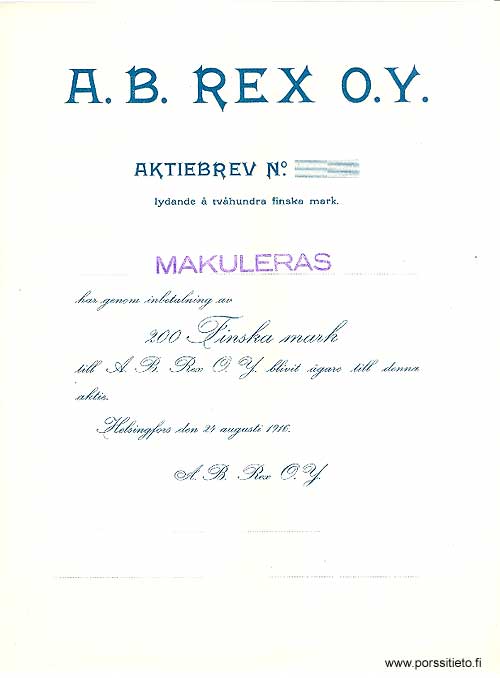 A. B. REX O.Y.
AKTIEBREV No.
lydande å tvåhundra finska mark.
MAKULERAS
har genom inbetalning av
200 Finska mark
till A. B. Rex O. Y. blivit ägare till denna
aktie.
Helsingfors den 24 augusti 1916.
A. B. Rex O. Y.
www.porssitieto.fi